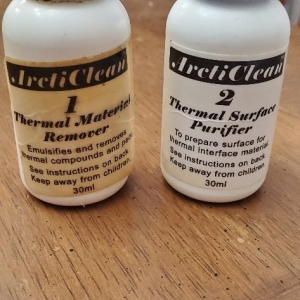 ArctiClean
1
Thermal Material
Remover
Emulsifies and removes
thermal compounds and
See instructions on back.
Keep away from children.
30ml
ArctiClean
2
Thermal Surface
Purifier
To prepare surface for
thermal interface material.
See instructions on back.
Keep away from children.
30ml